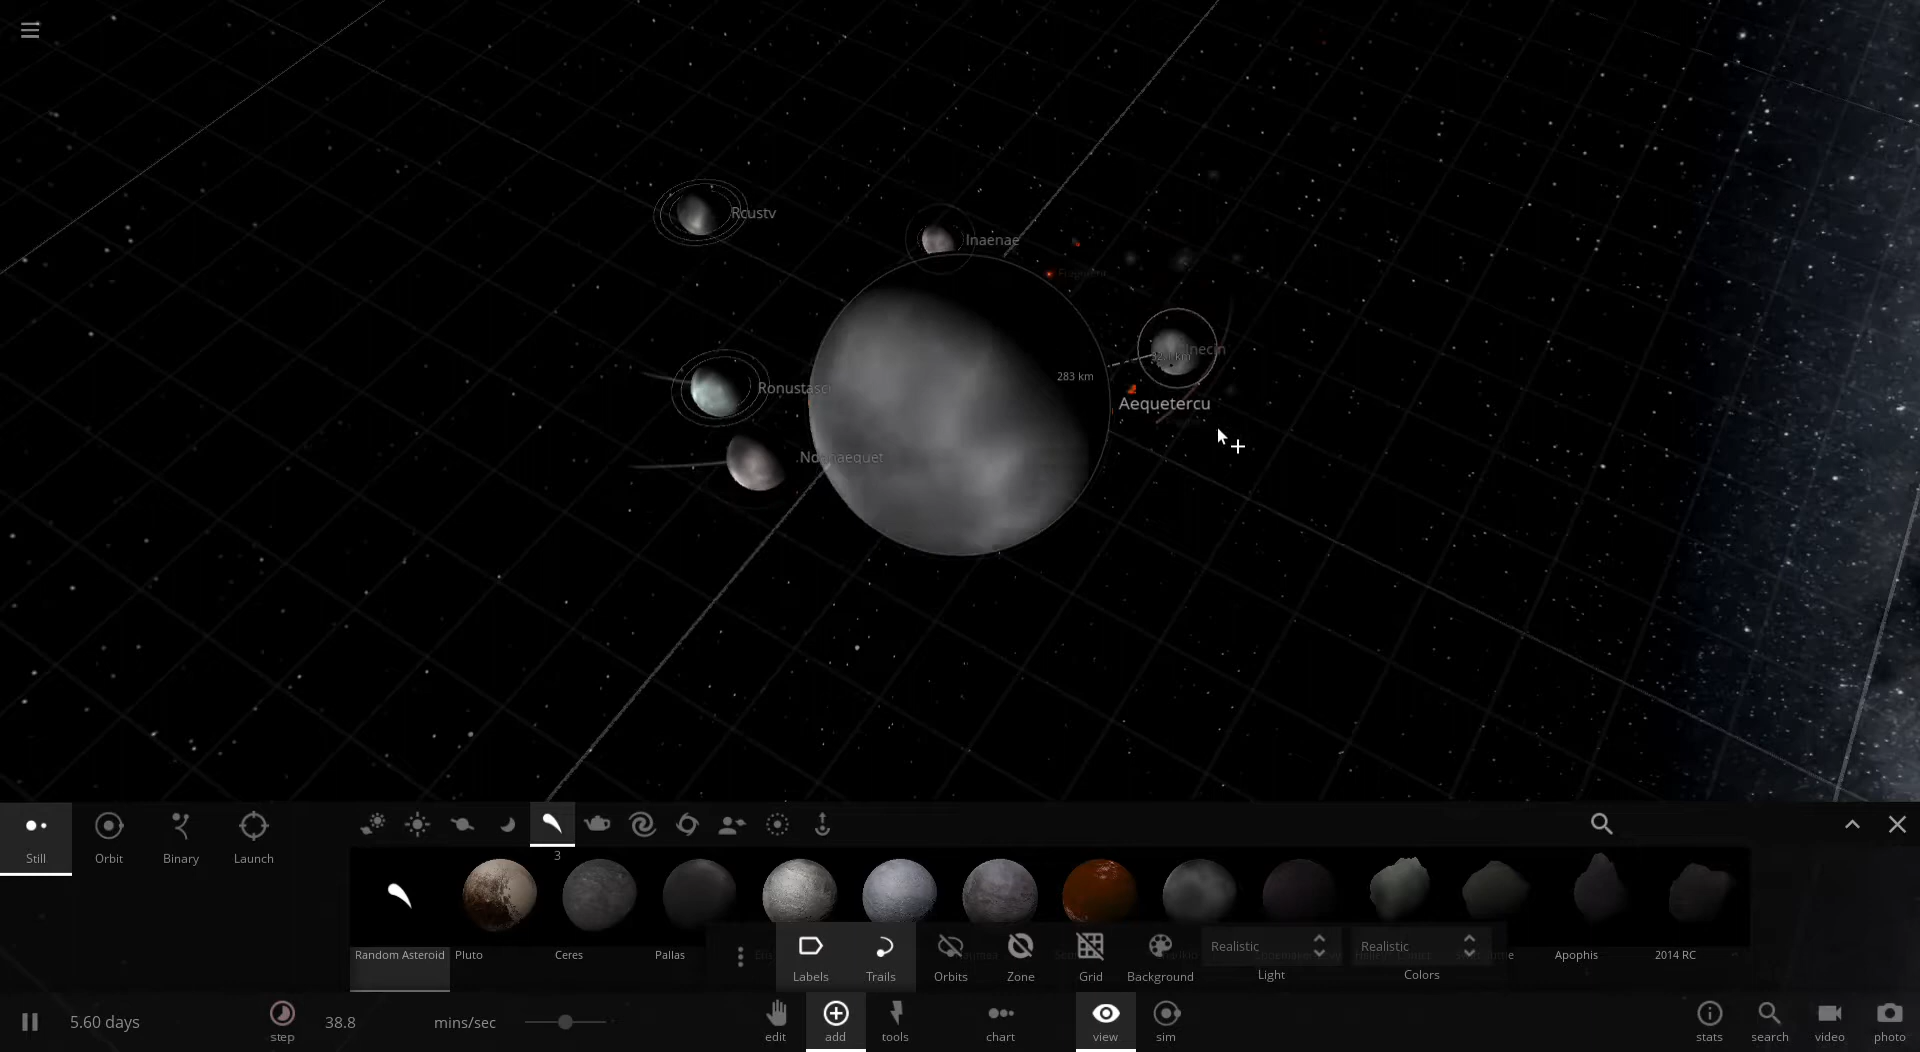 Rcustv
Inaenae
Fragment
Inecin
283 km
Ronustasci
Aequetercu
Still
Orbit
Binary
Launch
3
Random Asteroid
Pluto
Ceres
Pallas
Apophis
2014 RC
Labels
Trails
Orbits
Zone
Grid
Background
Realistic
Light
Realistic
Colors
5.60 days
step
38.8
mins/sec
edit
add
tools
chart
view
sim
stats
search
video
photo